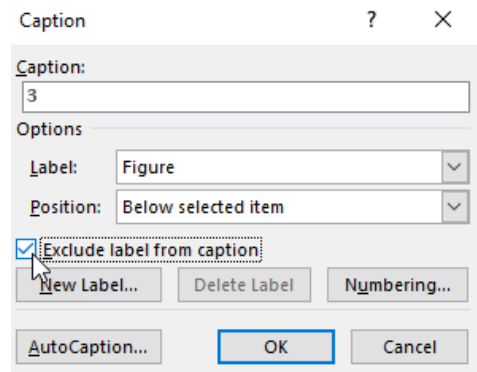 Caption ? ×
Caption:
3
Options
Label: Figure
Position: Below selected item
Exclude label from caption
New Label... Delete Label Numbering...
AutoCaption... OK Cancel